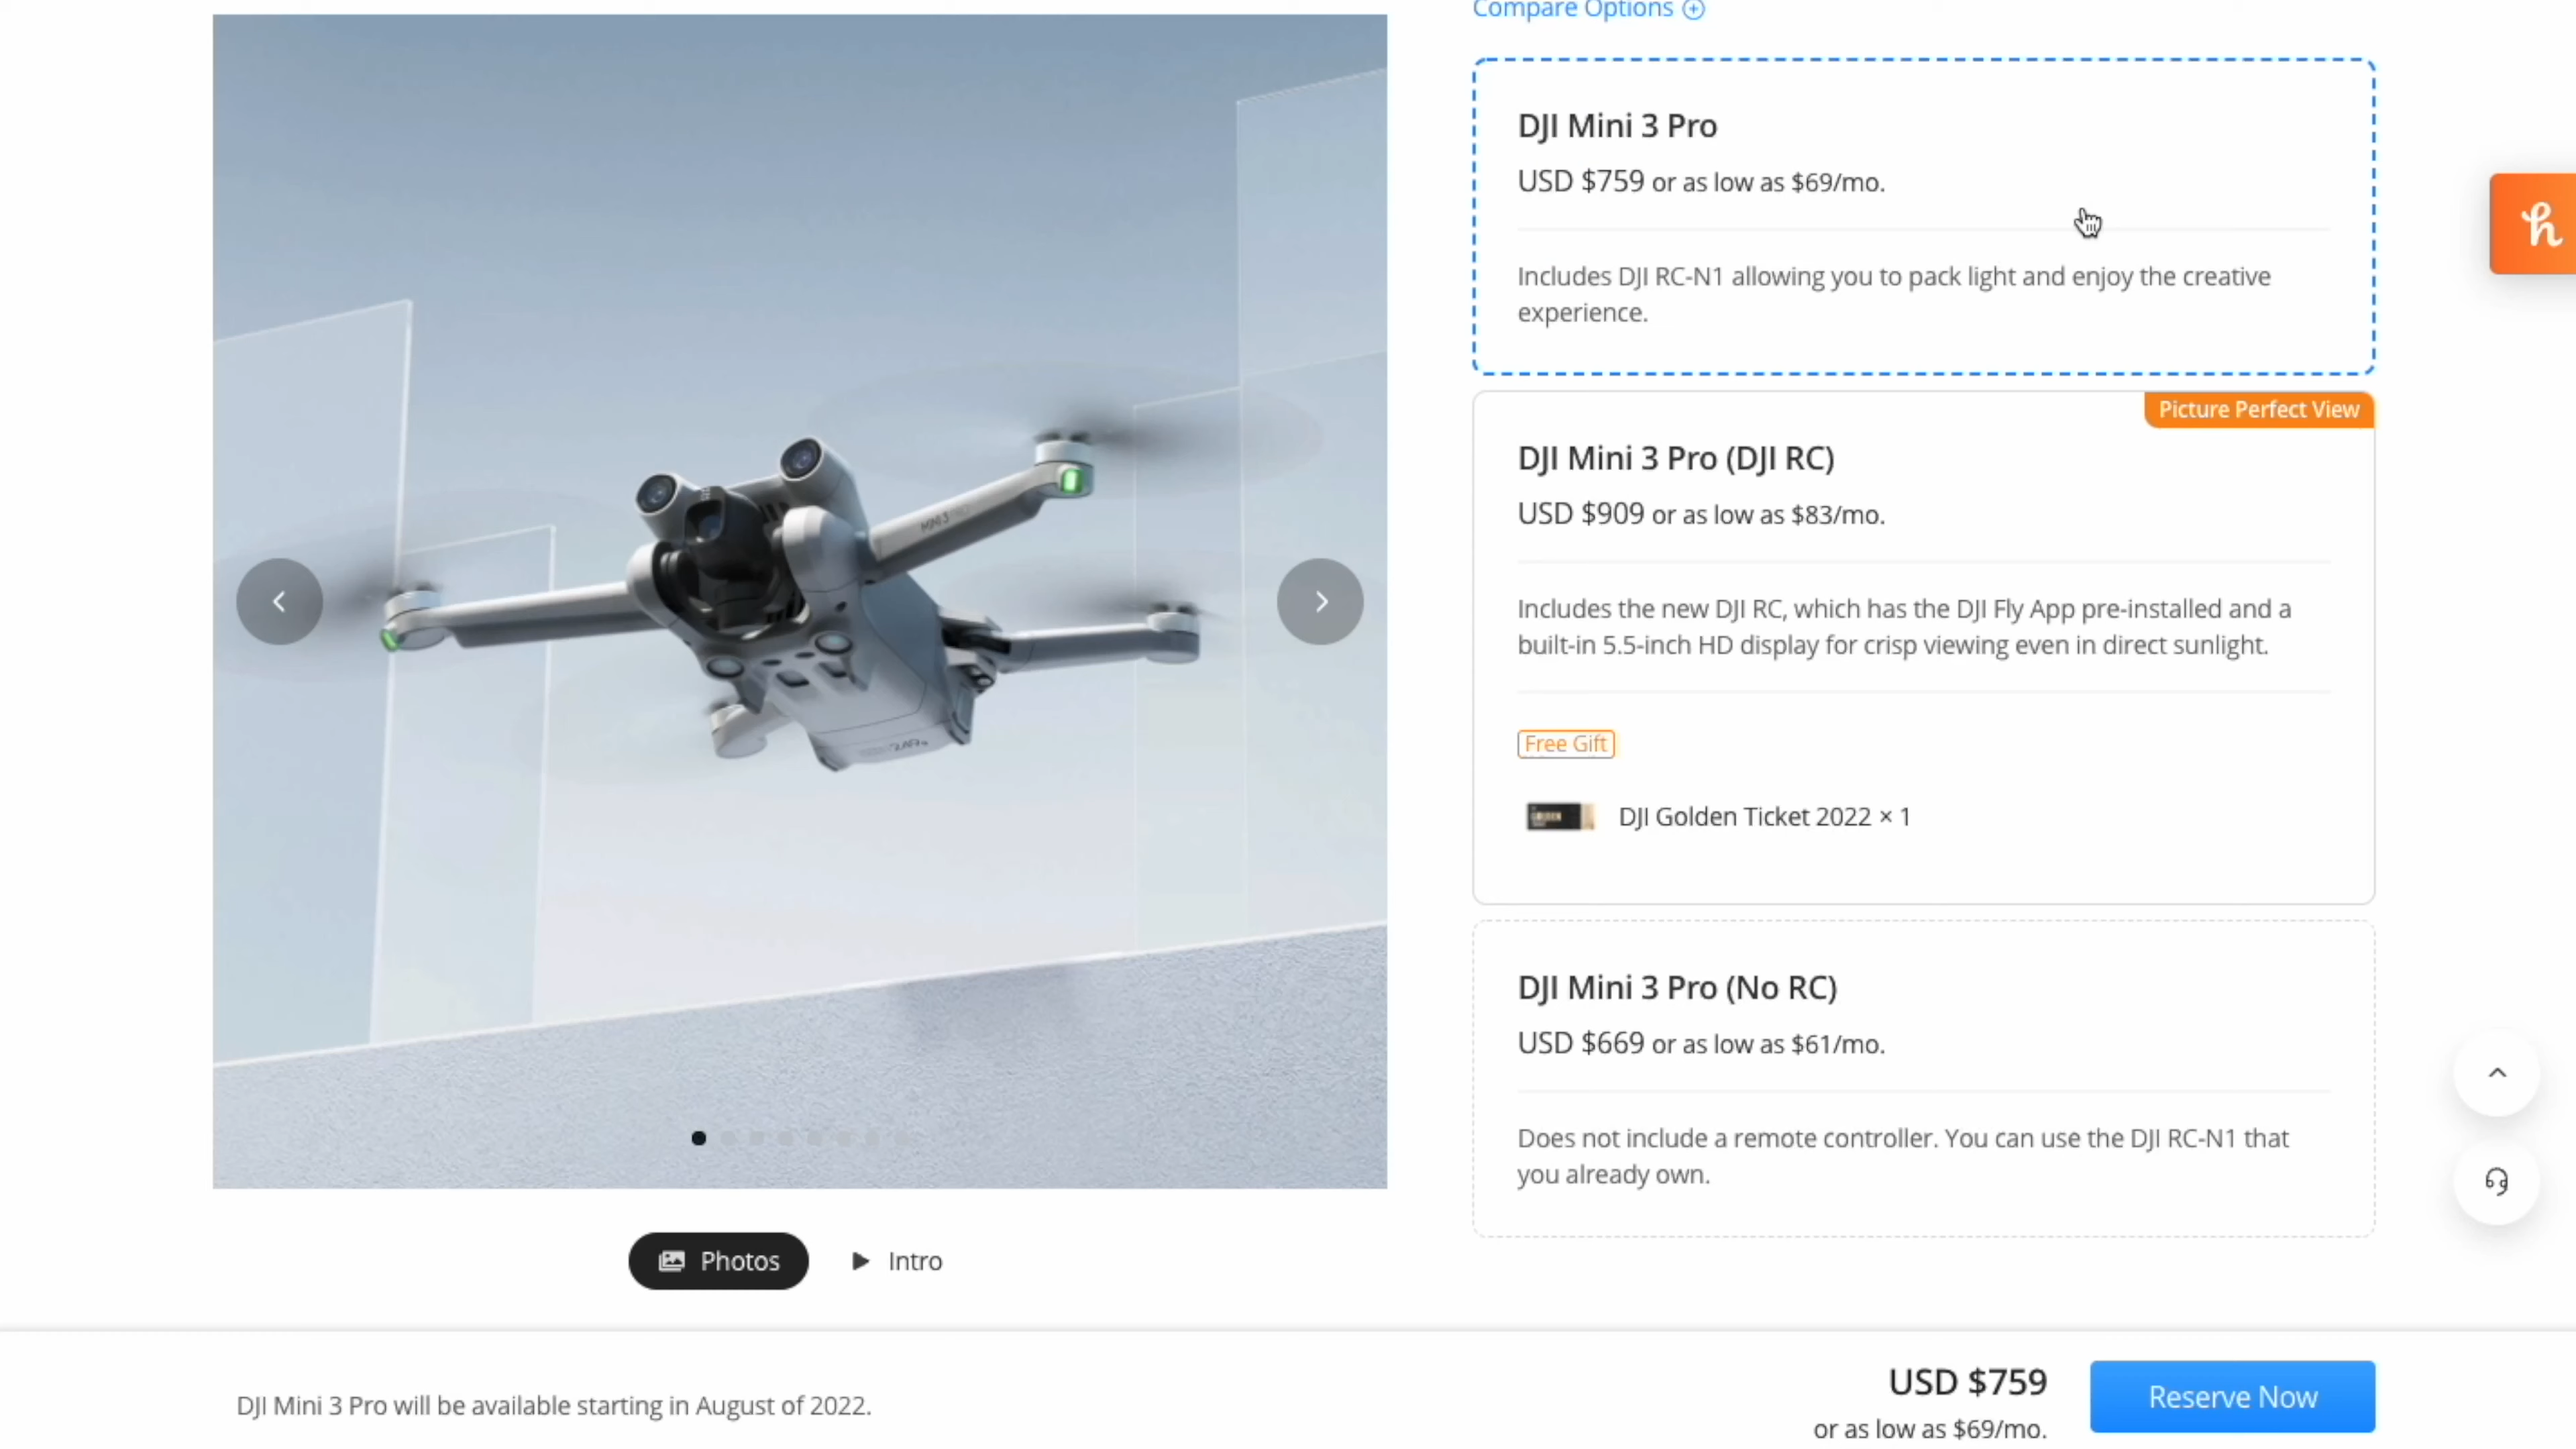 Compare Options
DJI Mini 3 Pro
USD $759 or as low as $69/mo.
Includes DJI RC-N1 allowing you to pack light and enjoy the creative
experience.
Picture Perfect View
DJI Mini 3 Pro (DJI RC)
USD $909 or as low as $83/mo.
Includes the new DJI RC, which has the DJI Fly App pre-installed and a
built-in 5.5-inch HD display for crisp viewing even in direct sunlight.
Free Gift
DJI Golden Ticket 2022 × 1
DJI Mini 3 Pro (No RC)
USD $669 or as low as $61/mo.
Does not include a remote controller. You can use the DJI RC-N1 that
you already own.
MINI 3 PRO
Photos
Intro
DJI Mini 3 Pro will be available starting in August of 2022.
USD $759
or as low as $69/mo.
Reserve Now